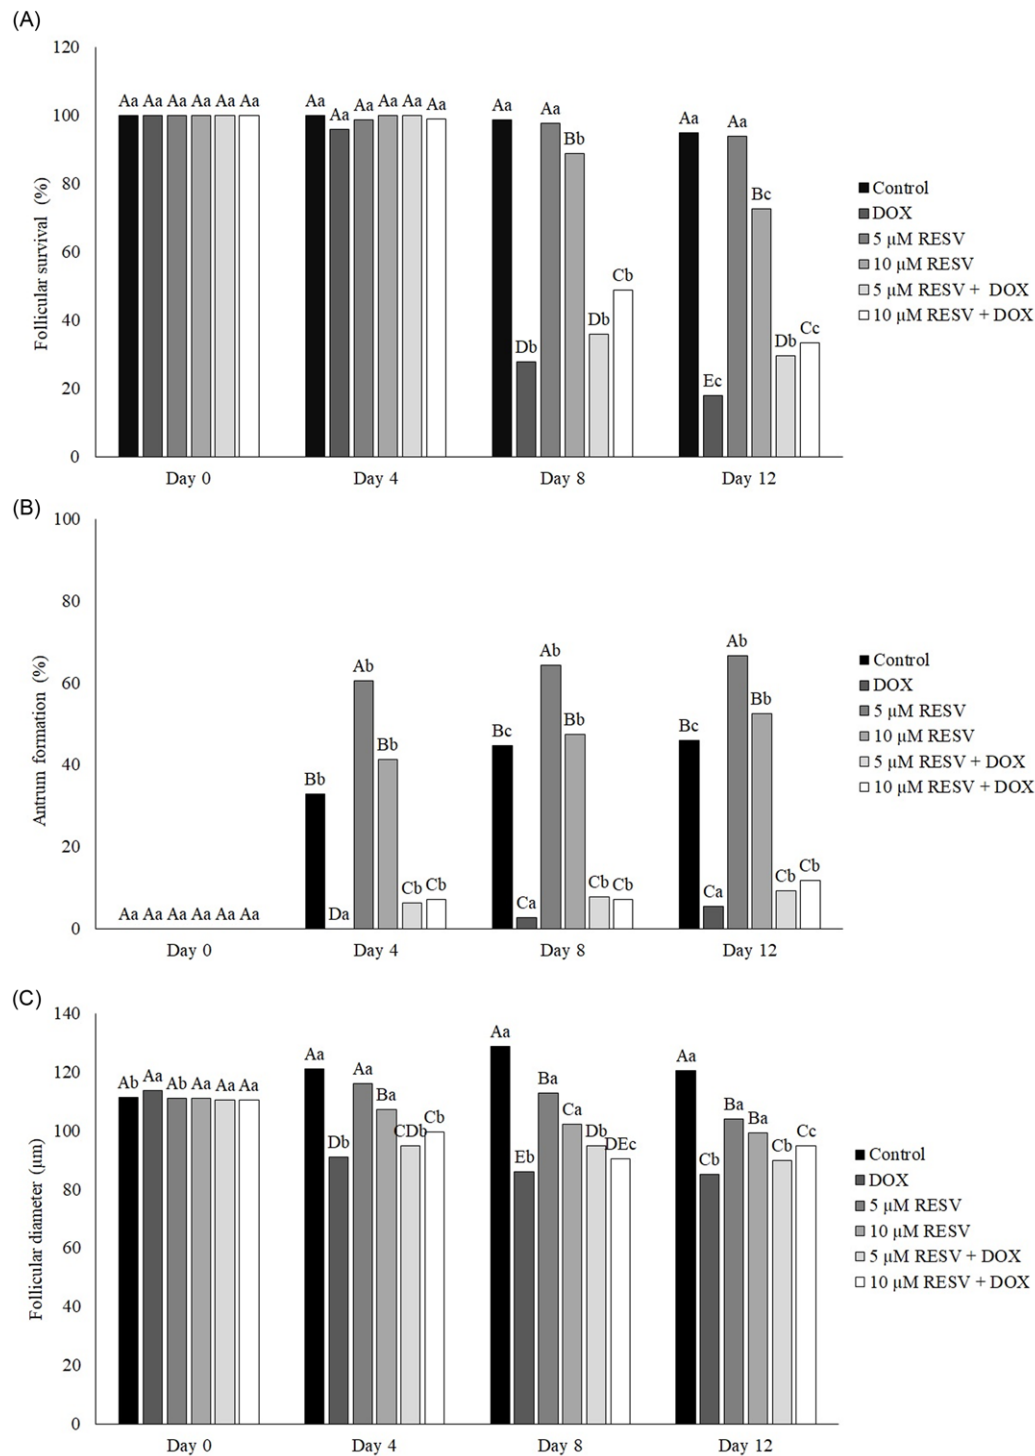 (A)
120
100
80
60
40
20
0
Follicular survival (%)
Aa Aa Aa Aa Aa Aa
Aa Aa Aa Aa Aa Aa
Aa Db Aa Bb Db Cb
Aa Ec Aa Bc Db Cc
Day 0 Day 4 Day 8 Day 12
Control
DOX
5 μM RESV
10 μM RESV
5 μM RESV + DOX
10 μM RESV + DOX
(B)
100
80
60
40
20
0
Antrum formation (%)
Aa Aa Aa Aa Aa Aa
Bb Da Ab Bb Cb Cb
Bc Ca Ab Bb Cb Cb
Bc Ca Ab Bb Cb Cb
Day 0 Day 4 Day 8 Day 12
Control
DOX
5 μM RESV
10 μM RESV
5 μM RESV + DOX
10 μM RESV + DOX
(C)
140
120
100
80
60
40
20
0
Follicular diameter (μm)
Ab Aa Ab Aa Aa Aa
Aa Db Aa Ba CDb Cb
Aa Eb Ba Ca Db DEc
Aa Cb Ba Ba Cb Cc
Day 0 Day 4 Day 8 Day 12
Control
DOX
5 μM RESV
10 μM RESV
5 μM RESV + DOX
10 μM RESV + DOX